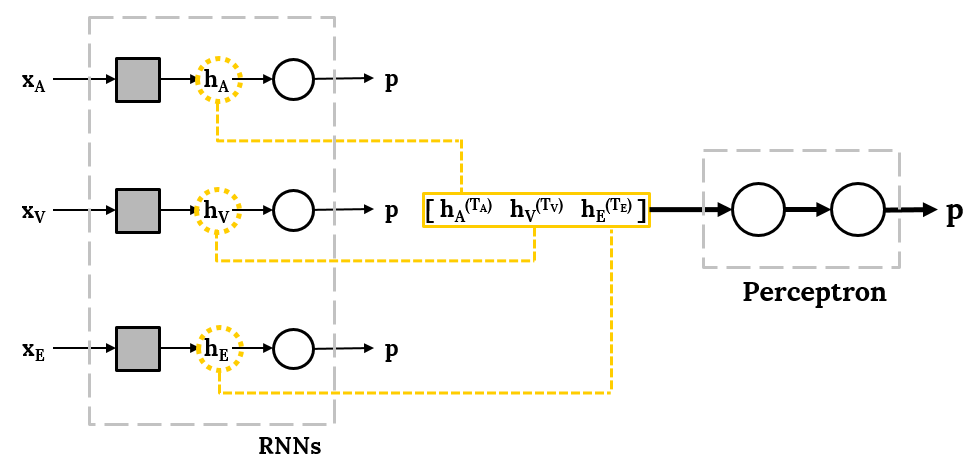 x_A h_A p
x_V h_V p [ h_A^(T_A) h_V^(T_V) h_E^(T_E) ] p
Perceptron
x_E h_E p
RNNs